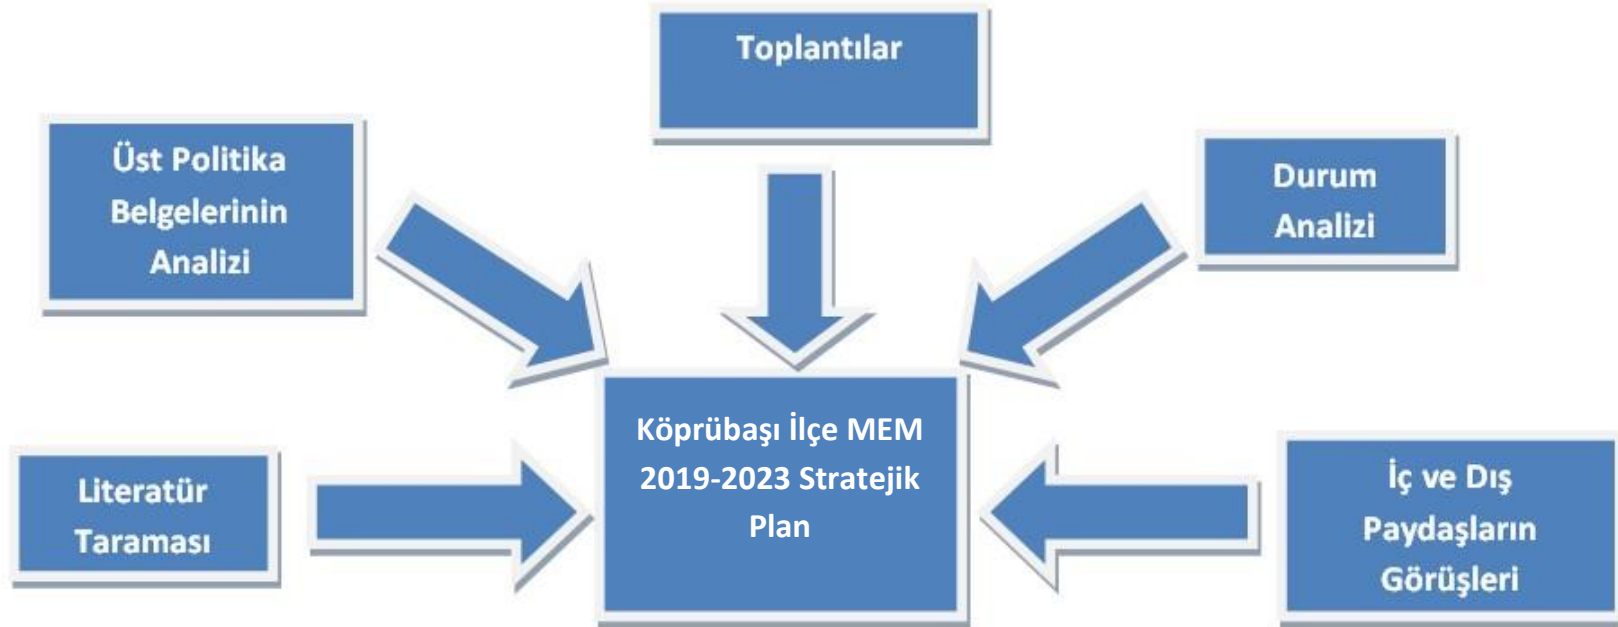 Toplantılar
Üst Politika
Belgelerinin
Analizi
Durum
Analizi
Köprübaşı İlçe MEM
2019-2023 Stratejik
Plan
Literatür
Taraması
İç ve Dış
Paydaşların
Görüşleri